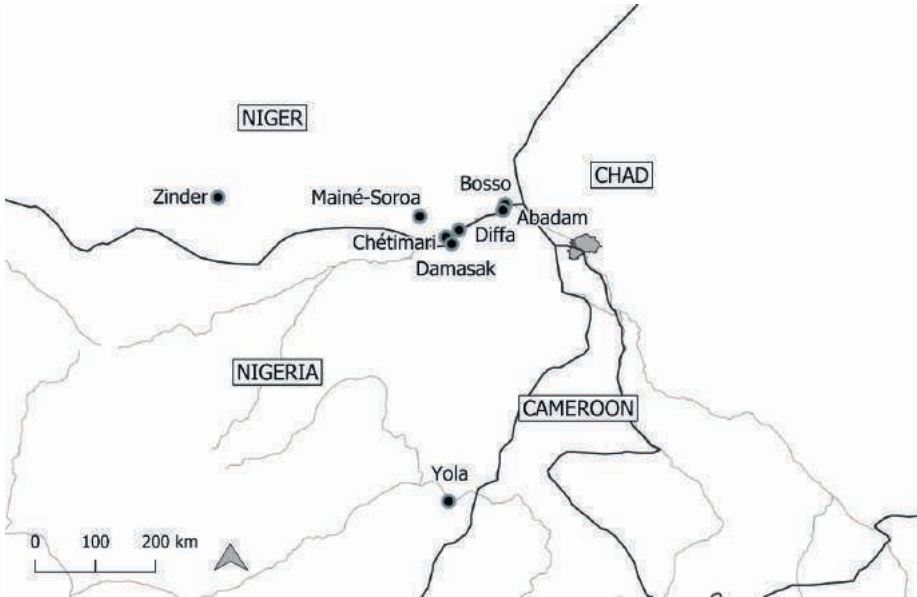 NIGER
CHAD
Bosso
Zinder
Mainé-Soroa
Abadam
Diffa
Chétimari
Damasak
NIGERIA
CAMEROON
Yola
0 100 200 km